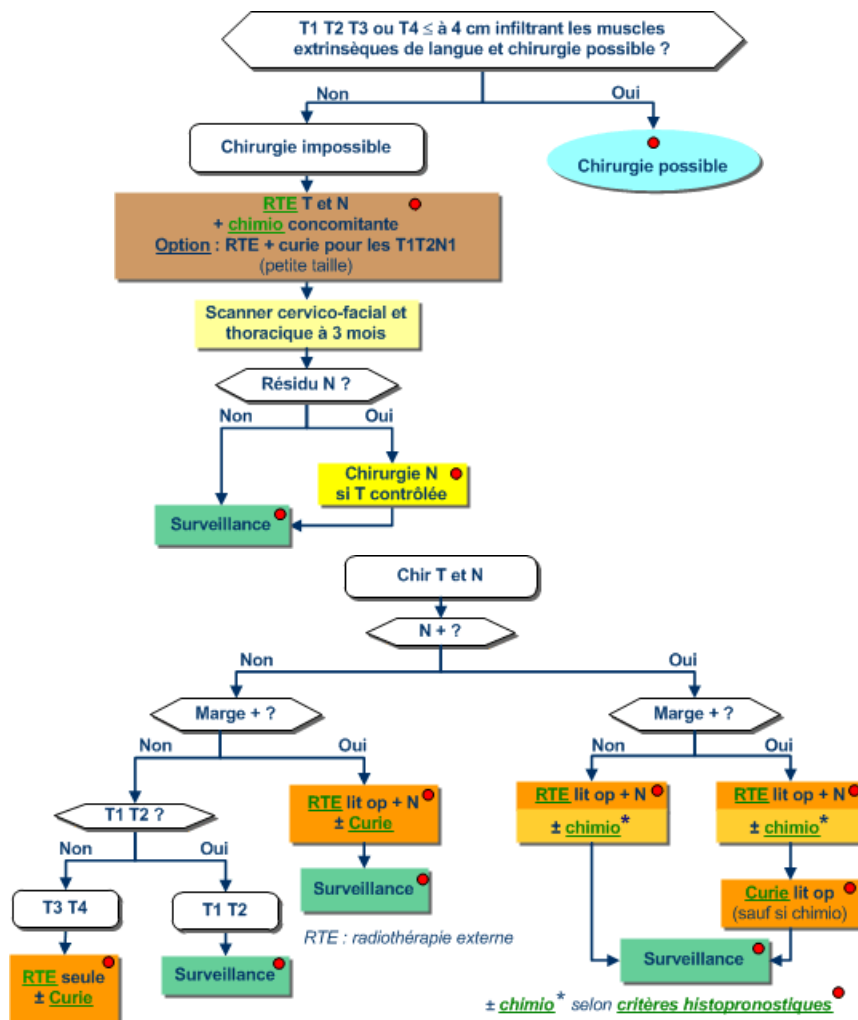 T1 T2 T3 ou T4 ≤ à 4 cm infiltrant les muscles
extrinsèques de langue et chirurgie possible ?
Non
Oui
Chirurgie impossible
Chirurgie possible
RTE T et N
+ chimio concomitante
Option : RTE + curie pour les T1T2N1
(petite taille)
Scanner cervico-facial et
thoracique à 3 mois
Résidu N ?
Non
Oui
Chirurgie N
si T contrôlée
Surveillance
Chir T et N
N + ?
Non
Oui
Marge + ?
Marge + ?
Non
Oui
Non
Oui
T1 T2 ?
RTE lit op + N
± Curie
RTE lit op + N
± chimio*
RTE lit op + N
± chimio*
Non
Oui
Surveillance
Curie lit op
(sauf si chimio)
T3 T4
T1 T2
RTE : radiothérapie externe
RTE seule
± Curie
Surveillance
Surveillance
± chimio* selon critères histopronostiques